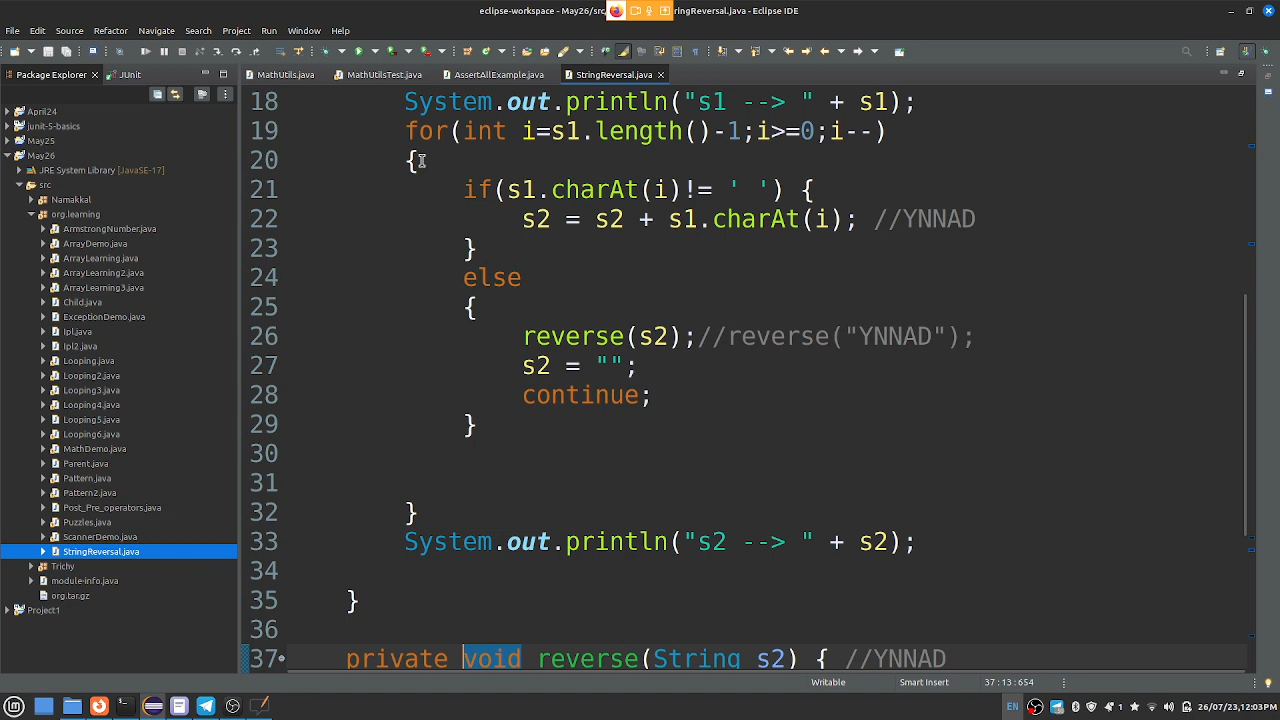 eclipse-workspace - May26/src
StringReversal.java - Eclipse IDE
File Edit Source Refactor Navigate Search Project Run Window Help
Package Explorer JUnit
MathUtils.java MathUtilsTest.java AssertAllExample.java StringReversal.java
April24
junit-5-basics
May26
JRE System Library [JavaSE-17]
src
Namakkal
org.learning
ArmstrongNumber.java
ArrayDemo.java
ArrayLearning.java
ArrayLearning2.java
ArrayLearning3.java
Child.java
ExceptionDemo.java
Ipl.java
Ipl2.java
Looping.java
Looping2.java
Looping3.java
Looping4.java
Looping5.java
Looping6.java
MathDemo.java
Parent.java
Pattern.java
Pattern2.java
Post_Pre_operators.java
Puzzles.java
ScannerDemo.java
StringReversal.java
Trichy
module-info.java
org.tar.gz
Project1
18 System.out.println("s1 --> " + s1);
19 for(int i=s1.length()-1;i>=0;i--)
20 {
21 if(s1.charAt(i)!= ' ') {
22 s2 = s2 + s1.charAt(i); //YNNAD
23 }
24 else
25 {
26 reverse(s2);//reverse("YNNAD");
27 s2 = "";
28 continue;
29 }
30
31
32 }
33 System.out.println("s2 --> " + s2);
34
35 }
36
37 private void reverse(String s2) { //YNNAD
Writable Smart Insert 37 : 13 : 654
EN 26/07/23, 12:03PM